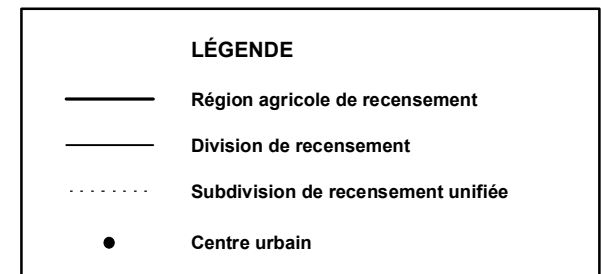 LÉGENDE
Région agricole de recensement
Division de recensement
Subdivision de recensement unifiée
Centre urbain